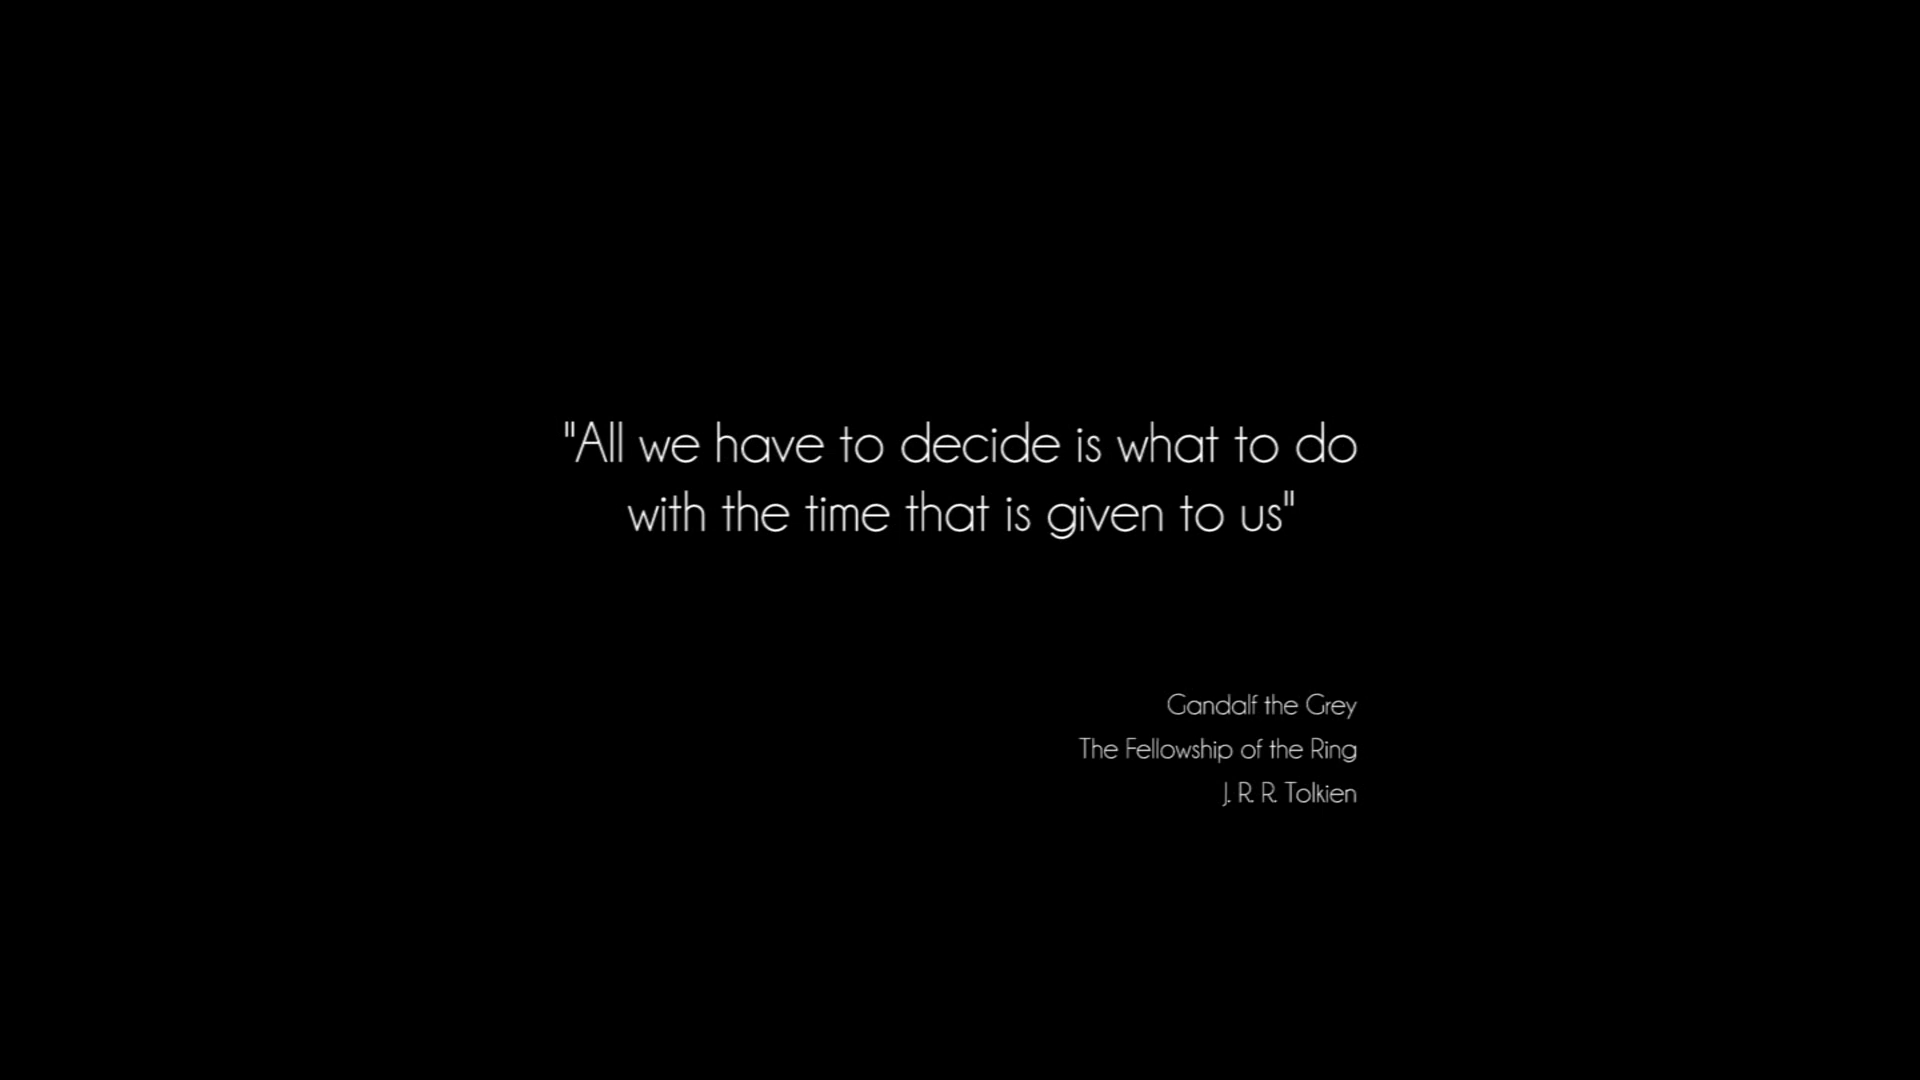 "All we have to decide is what to do
with the time that is given to us"
Gandalf the Grey
The Fellowship of the Ring
J. R. R. Tolkien